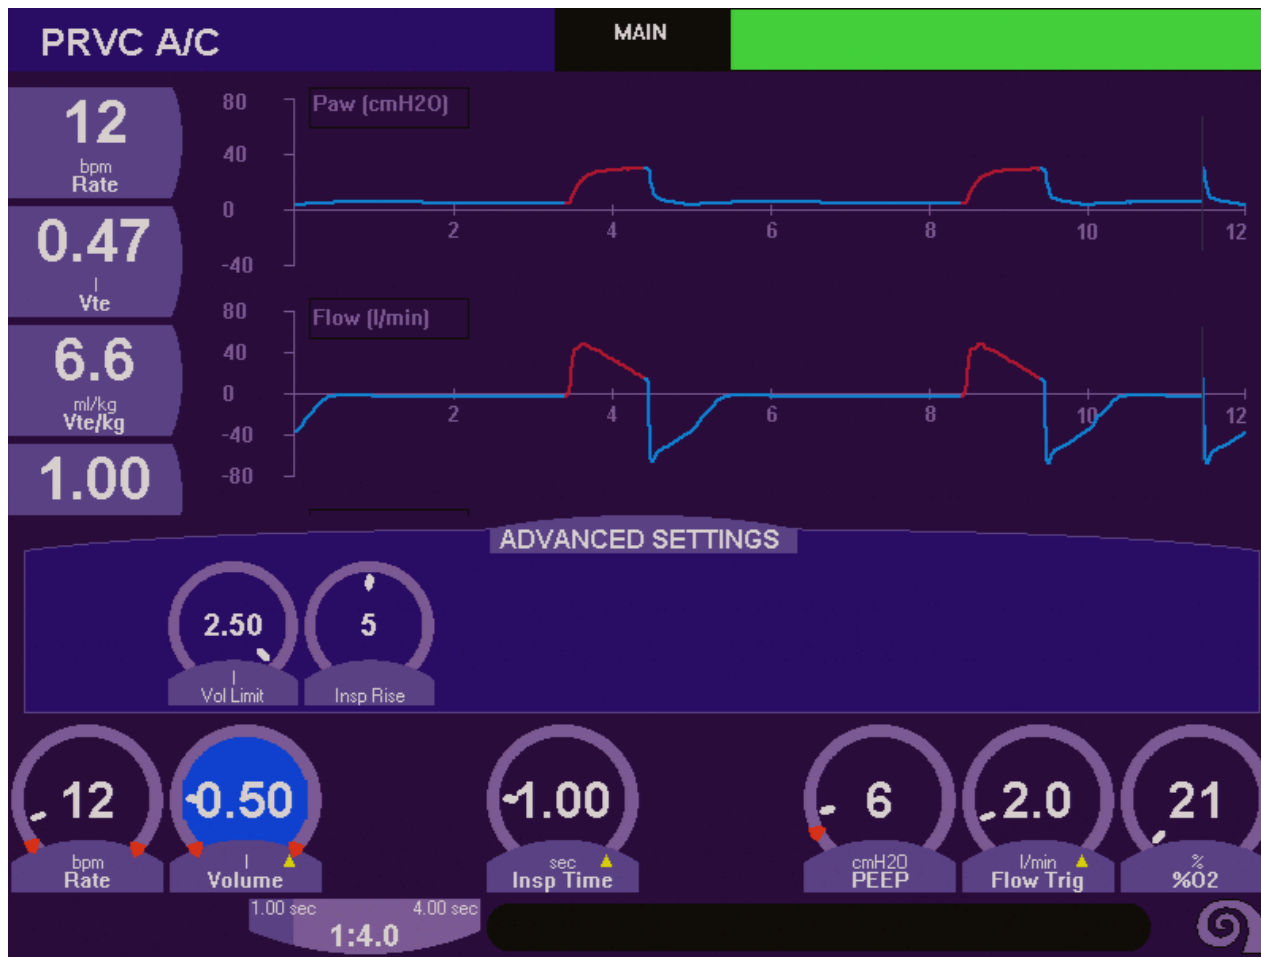 PRVC A/C
MAIN
12
bpm
Rate
0.47
l
Vte
6.6
ml/kg
Vte/kg
1.00
80
40
0
-40
Paw (cmH2O)
2
4
6
8
10
12
80
40
0
-40
-80
Flow (l/min)
2
4
6
8
10
12
ADVANCED SETTINGS
2.50
l
Vol Limit
5
Insp Rise
12
bpm
Rate
0.50
l
Volume
1.00
sec
Insp Time
6
cmH2O
PEEP
2.0
l/min
Flow Trig
21
%
%O2
1.00 sec
4.00 sec
1:4.0